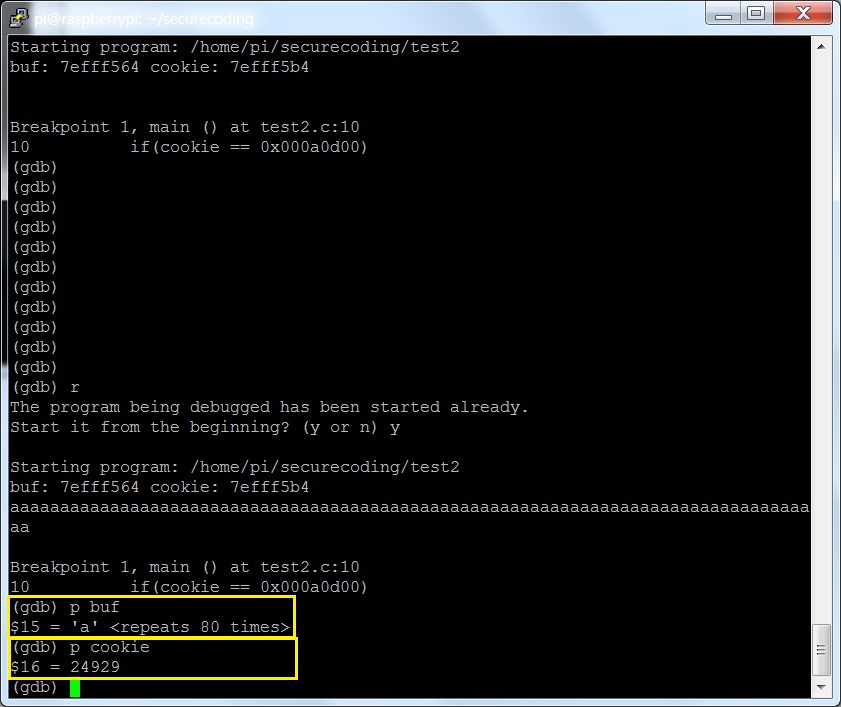 pi@raspberrypi: ~/securecoding
Starting program: /home/pi/securecoding/test2
buf: 7efff564 cookie: 7efff5b4
Breakpoint 1, main () at test2.c:10
10          if(cookie == 0x000a0d00)
(gdb)
(gdb)
(gdb)
(gdb)
(gdb)
(gdb)
(gdb)
(gdb)
(gdb)
(gdb)
(gdb)
(gdb) r
The program being debugged has been started already.
Start it from the beginning? (y or n) y
Starting program: /home/pi/securecoding/test2
buf: 7efff564 cookie: 7efff5b4
aaaaaaaaaaaaaaaaaaaaaaaaaaaaaaaaaaaaaaaaaaaaaaaaaaaaaaaaaaaaaaaaaaaaaaaaaaaaaaaa
aa
Breakpoint 1, main () at test2.c:10
10          if(cookie == 0x000a0d00)
(gdb) p buf
$15 = 'a' <repeats 80 times>
(gdb) p cookie
$16 = 24929
(gdb)